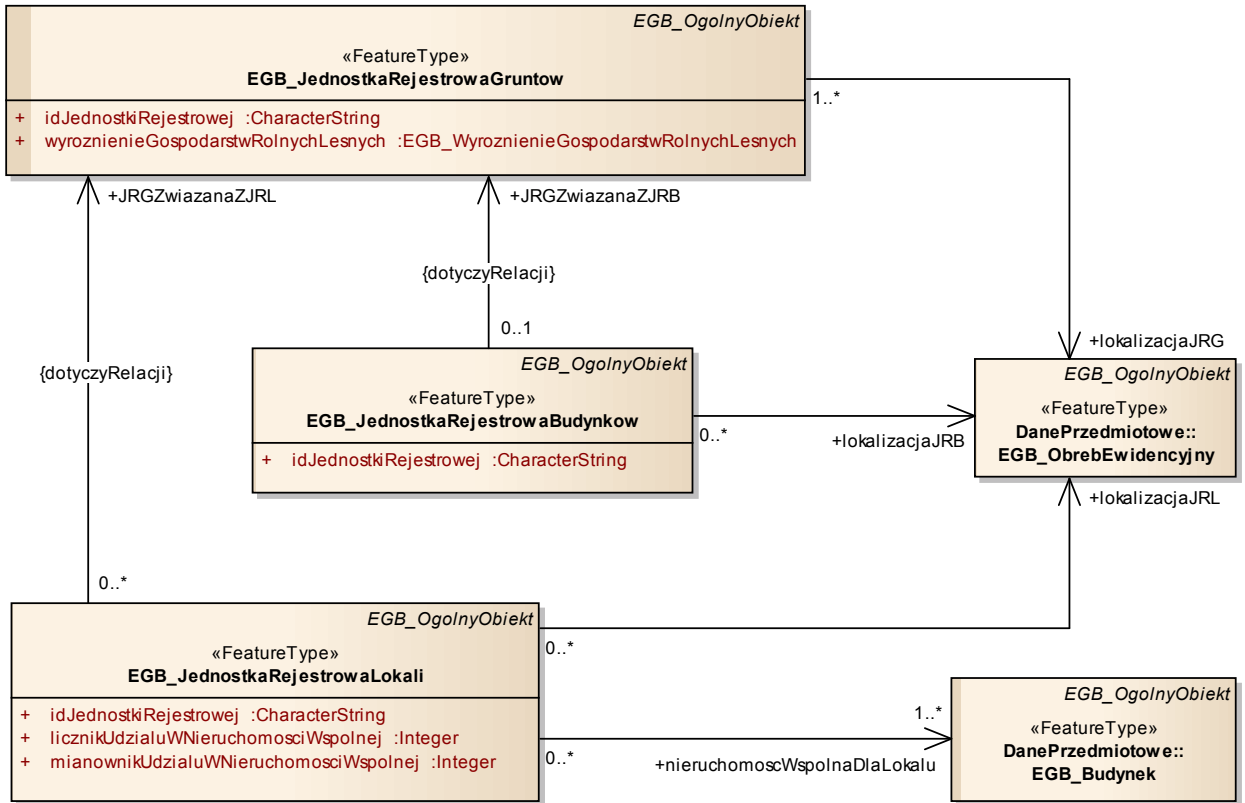 EGB_OgolnyObiekt
«FeatureType»
EGB_JednostkaRejestrowaGruntow
+ idJednostkiRejestrowej :CharacterString
+ wyroznienieGospodarstwRolnychLesnych :EGB_WyroznienieGospodarstwRolnychLesnych
1..*
+JRGZwiazanaZJRL
+JRGZwiazanaZJRB
{dotyczyRelacji}
0..1
+lokalizacjaJRG
{dotyczyRelacji}
EGB_OgolnyObiekt
«FeatureType»
EGB_JednostkaRejestrowaBudynkow
+ idJednostkiRejestrowej :CharacterString
0..*
+lokalizacjaJRB
EGB_OgolnyObiekt
«FeatureType»
DanePrzedmiotowe::
EGB_ObrebEwidencyjny
+lokalizacjaJRL
0..*
EGB_OgolnyObiekt
«FeatureType»
EGB_JednostkaRejestrowaLokali
+ idJednostkiRejestrowej :CharacterString
+ licznikUdzialuWNieruchomosciWspolnej :Integer
+ mianownikUdzialuWNieruchomosciWspolnej :Integer
0..*
0..*
1..*
+nieruchomoscWspolnaDlaLokalu
EGB_OgolnyObiekt
«FeatureType»
DanePrzedmiotowe::
EGB_Budynek